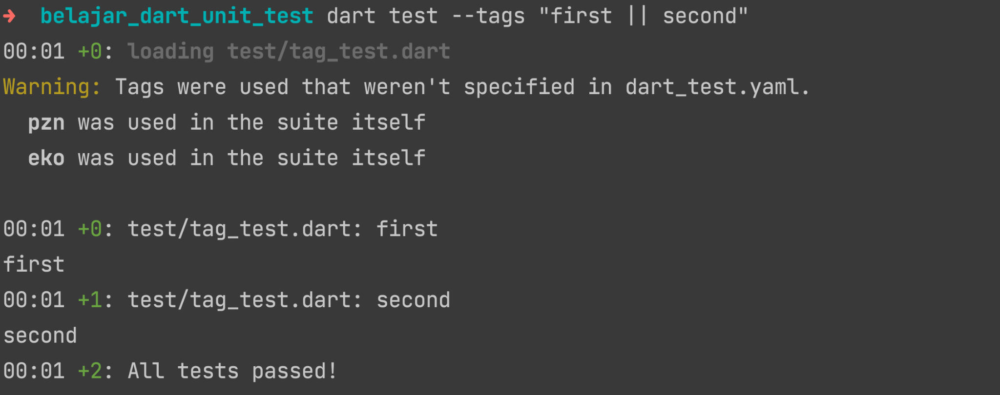 ➜  belajar_dart_unit_test dart test --tags "first || second"
00:01 +0: loading test/tag_test.dart
Warning: Tags were used that weren't specified in dart_test.yaml.
  pzn was used in the suite itself
  eko was used in the suite itself

00:01 +0: test/tag_test.dart: first
first
00:01 +1: test/tag_test.dart: second
second
00:01 +2: All tests passed!